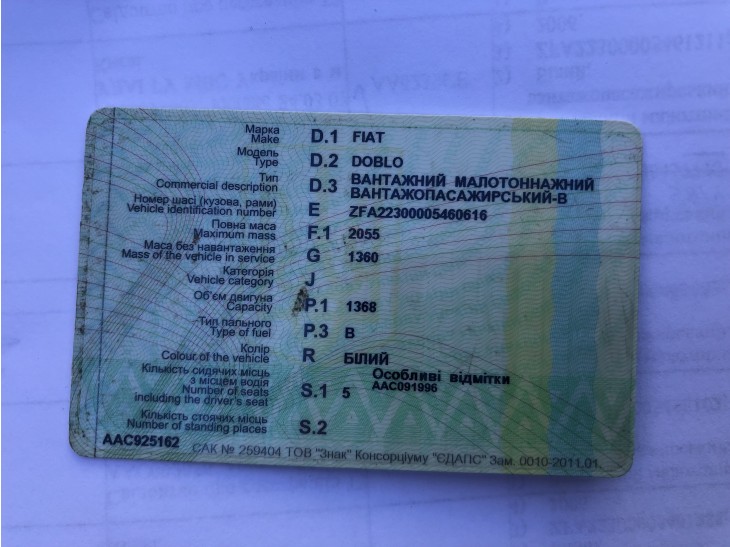 Марка
Make D.1 FIAT
Модель
Type D.2 DOBLO
Тип
Commercial description D.3 ВАНТАЖНИЙ МАЛОТОННАЖНИЙ
ВАНТАЖОПАСАЖИРСЬКИЙ-В
Номер шасі (кузова, рами)
Vehicle identification number E ZFA22300005460616
Повна маса
Maximum mass F.1 2055
Маса без навантаження
Mass of the vehicle in service G 1360
Категорія
Vehicle category J
Об'єм двигуна
Capacity P.1 1368
Тип пального
Type of fuel P.3 B
Колір
Colour of the vehicle R БІЛИЙ
Кількість сидячих місць
з місцем водія
Number of seats
including the driver's seat S.1 5
Особливі відмітки
ААС091996
Кількість стоячих місць
Number of standing places S.2
ААС925162
САК № 259404 ТОВ "Знак" Консорціуму "ЄДАПС" Зам. 0010-2011.01.